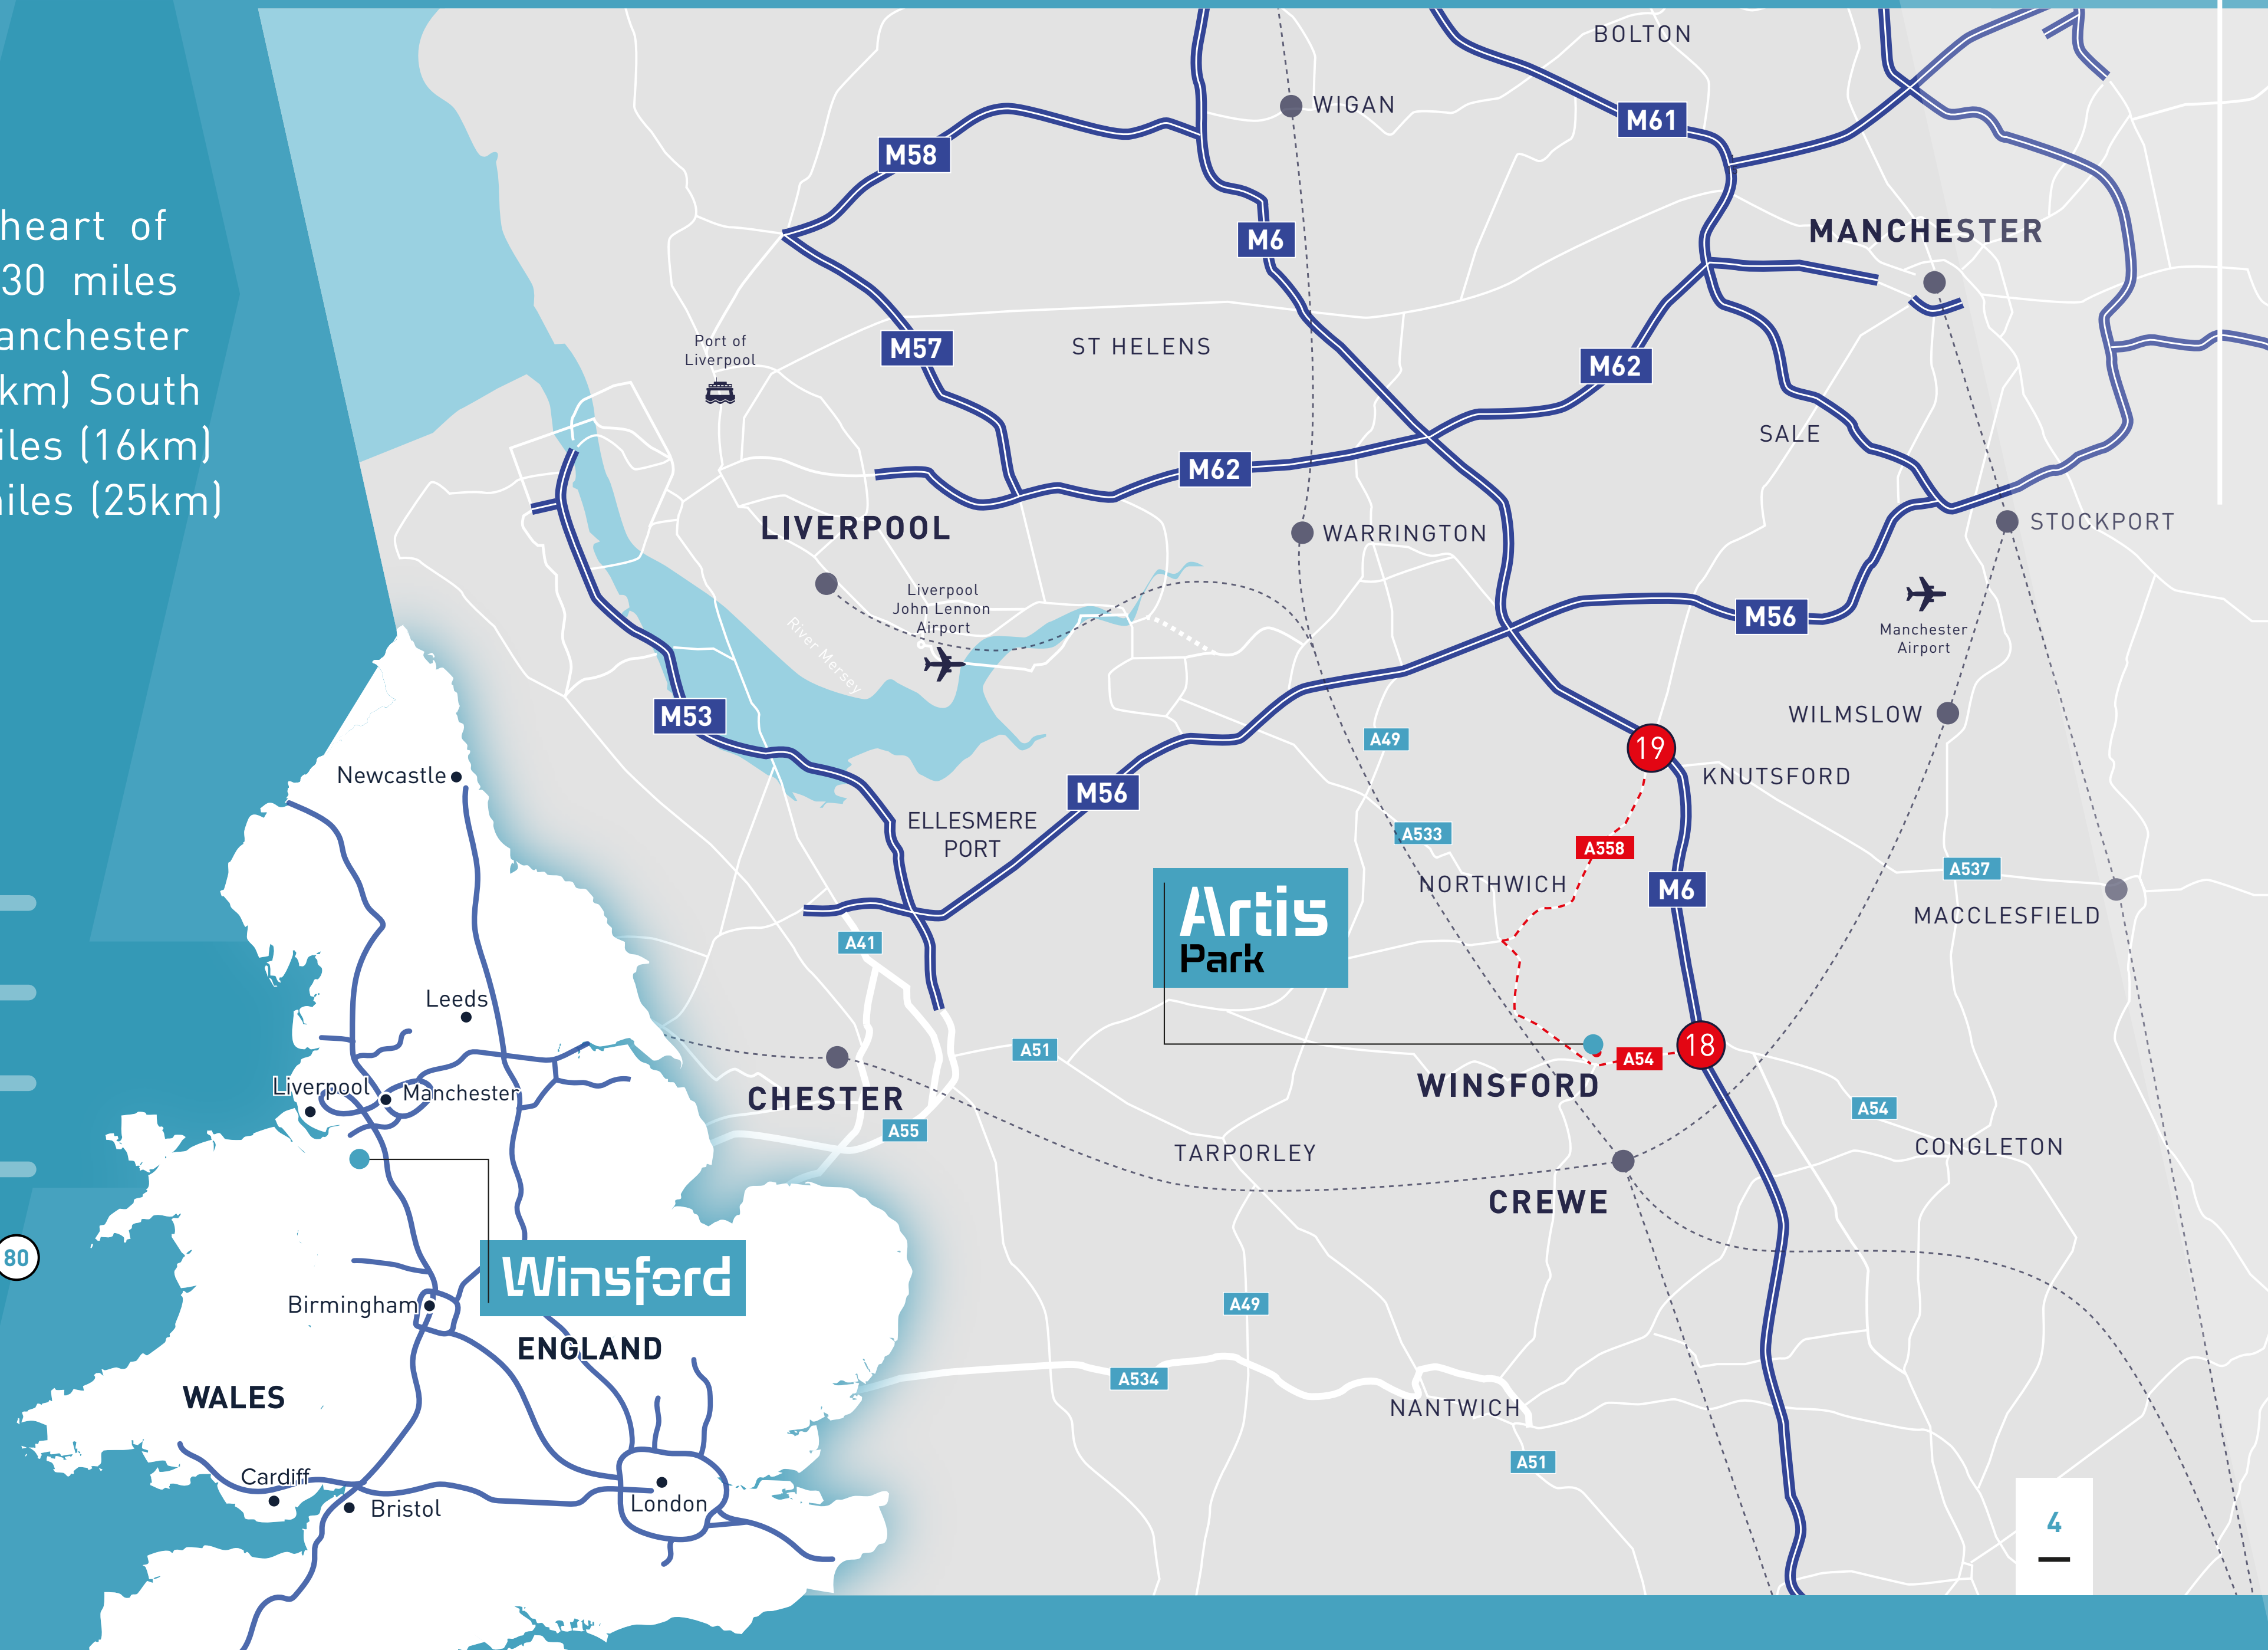 heart of
30 miles
anchester
km) South
iles (16km)
iles (25km)
80
BOLTON
WIGAN
M61
M58
M6
MANCHESTER
Port of
Liverpool
M57
ST HELENS
M62
SALE
M62
LIVERPOOL
WARRINGTON
STOCKPORT
Liverpool
John Lennon
Airport
River Mersey
M56
Manchester
Airport
M53
WILMSLOW
A49
19
KNUTSFORD
M56
ELLESMERE
PORT
A533
A558
NORTHWICH
M6
A537
MACCLESFIELD
Artis
Park
A41
A51
18
A54
CHESTER
WINSFORD
A54
A55
TARPORLEY
CONGLETON
CREWE
A49
A534
NANTWICH
A51
Newcastle
Leeds
Liverpool
Manchester
Winsford
Birmingham
ENGLAND
WALES
Cardiff
Bristol
London
4